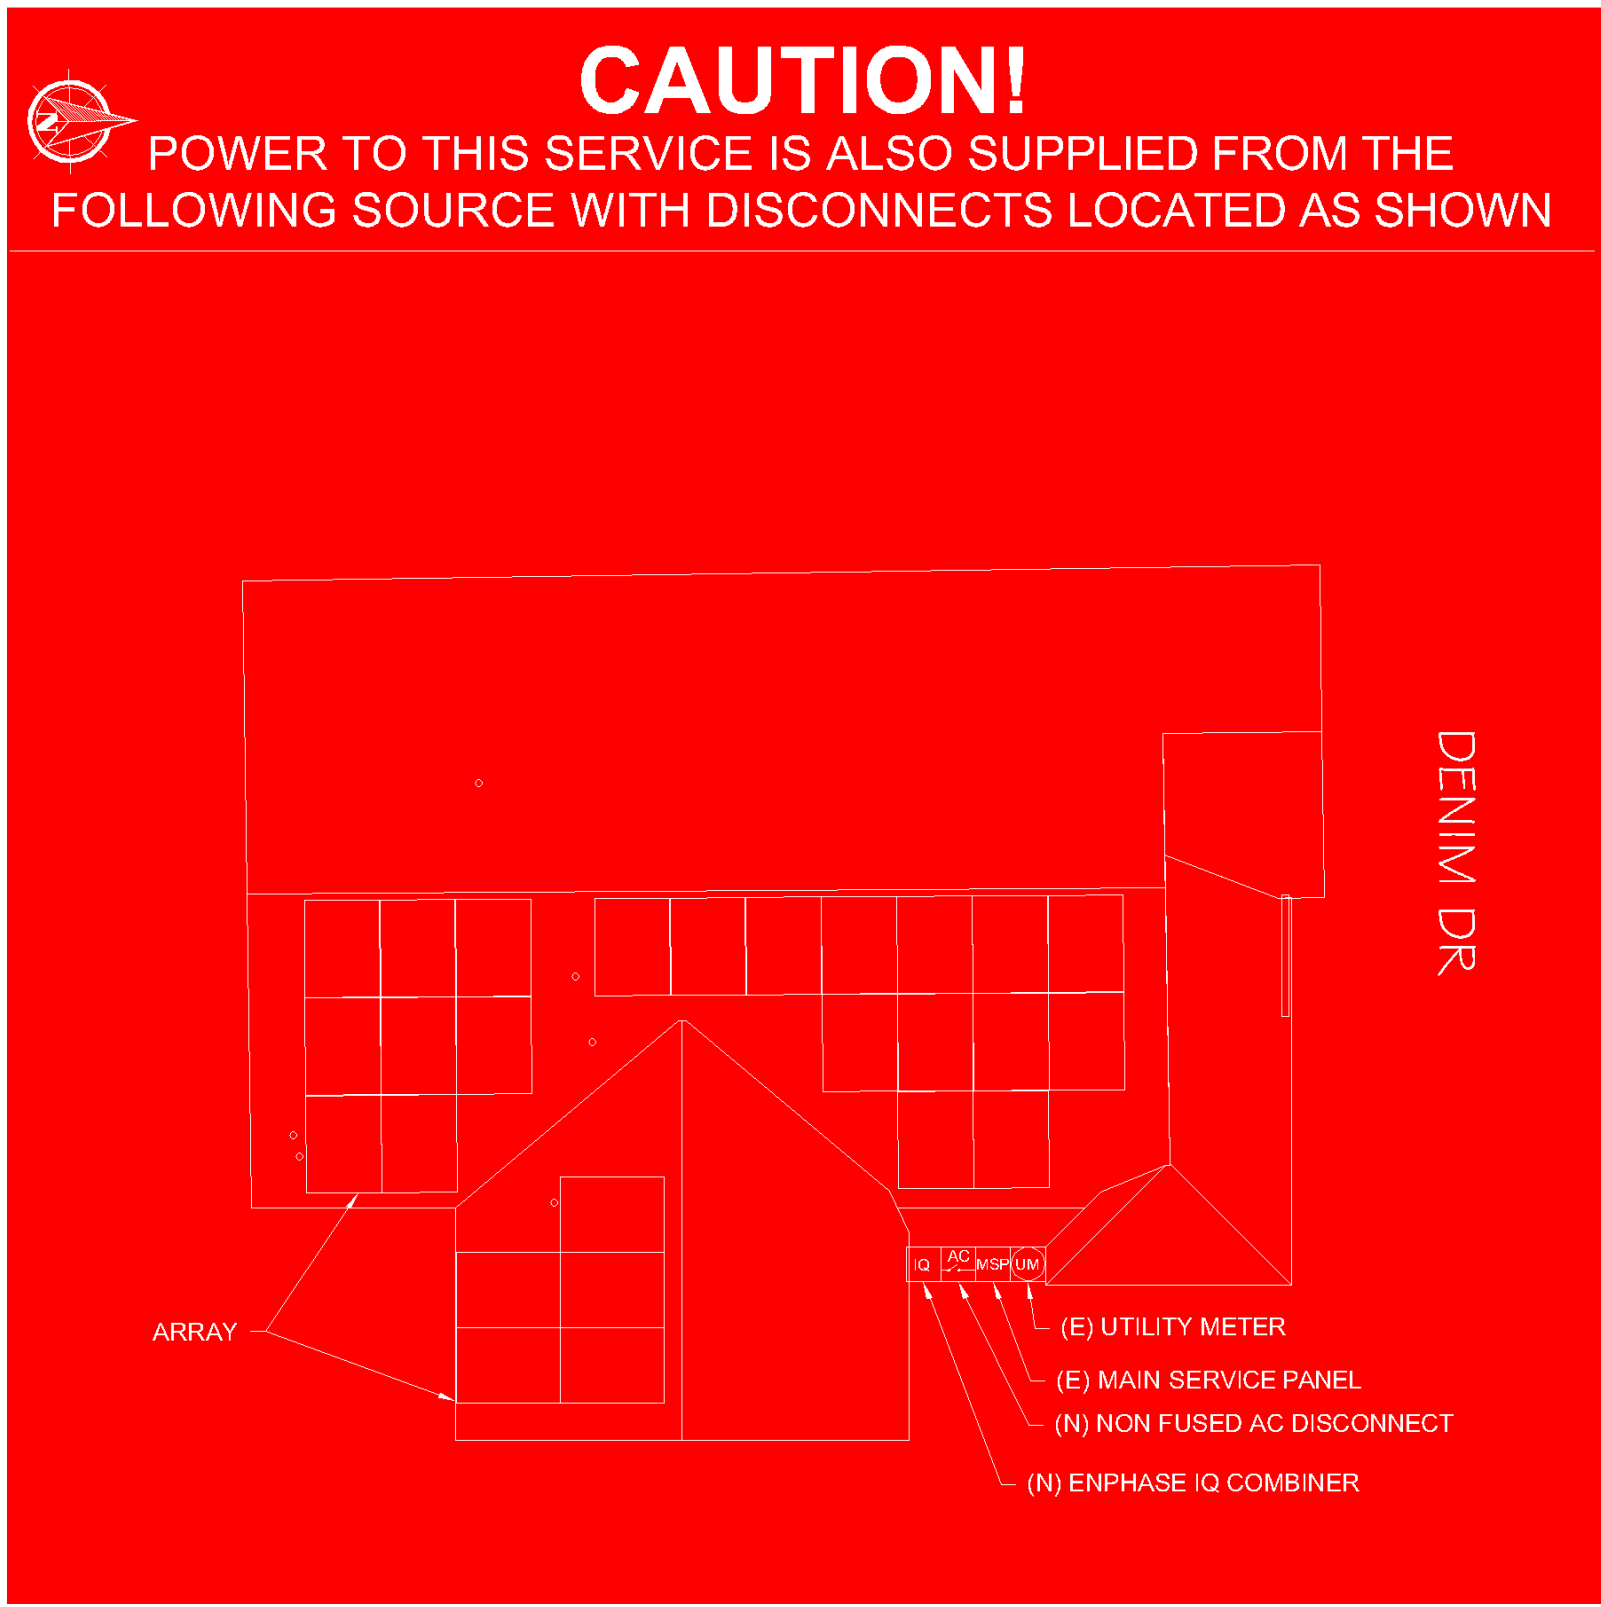 CAUTION!
N
POWER TO THIS SERVICE IS ALSO SUPPLIED FROM THE
FOLLOWING SOURCE WITH DISCONNECTS LOCATED AS SHOWN
DENIM DR
IQ
AC
MSP
UM
ARRAY
(E) UTILITY METER
(E) MAIN SERVICE PANEL
(N) NON FUSED AC DISCONNECT
(N) ENPHASE IQ COMBINER